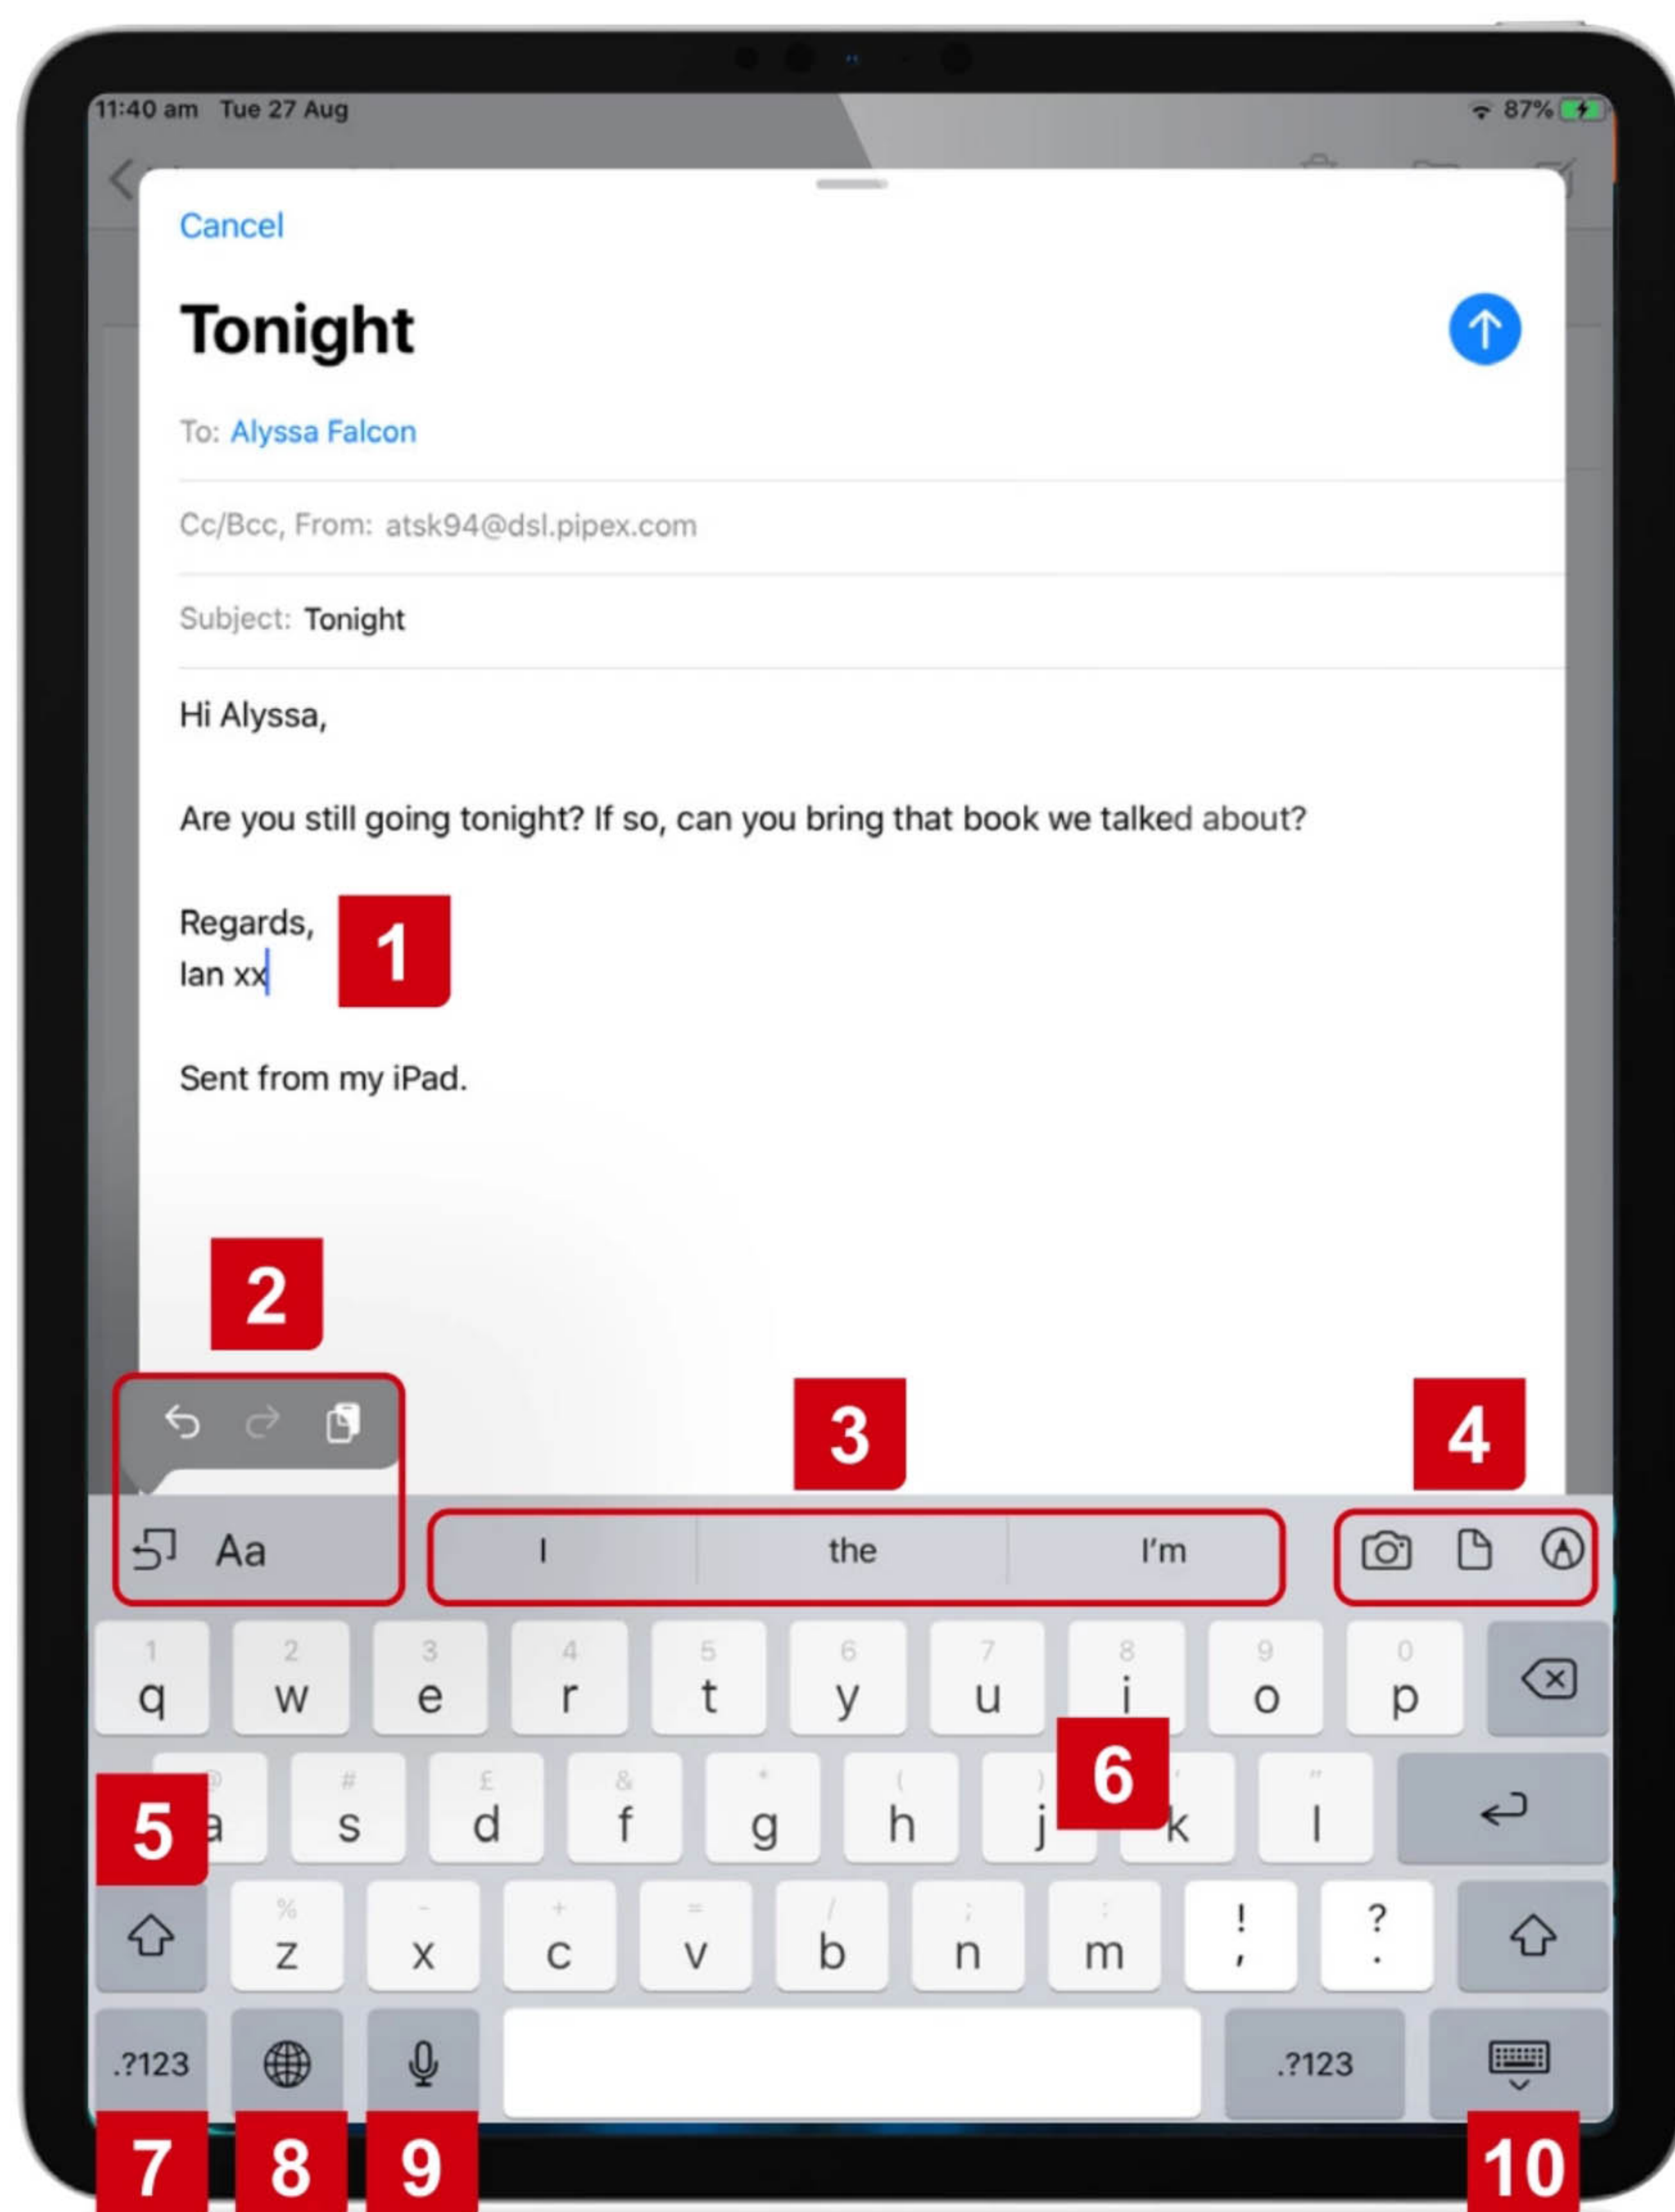 11:40 am Tue 27 Aug 87%
Cancel
Tonight
To: Alyssa Falcon
Cc/Bcc, From: atsk94@dsl.pipex.com
Subject: Tonight
Hi Alyssa,
Are you still going tonight? If so, can you bring that book we talked about?
Regards,
Ian xx
1
Sent from my iPad.
2
3
4
Aa I the I'm
1 2 3 4 5 6 7 8 9 0
q w e r t y u i o p
6
@ # £ & * ( ) ' "
5 a s d f g h j k l
% - + = / ; : ! ?
z x c v b n m , .
.?123 .?123
7 8 9 10